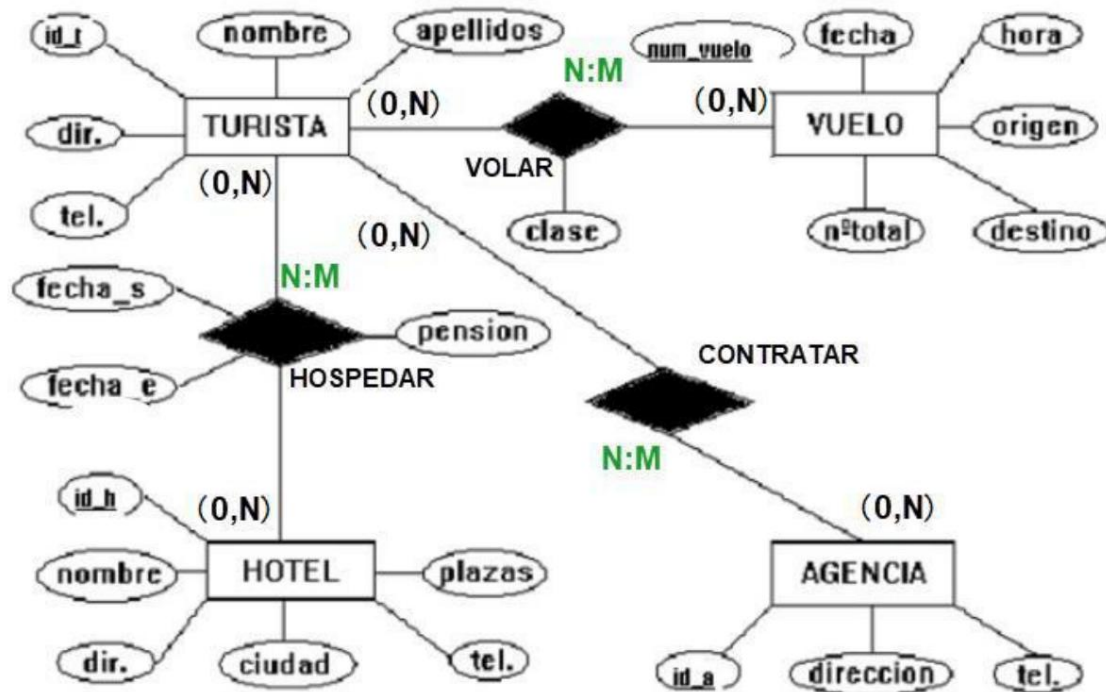 id_t
nombre
apellidos
num_vuelo
fecha
hora
N:M
(0,N)
(0,N)
dir.
TURISTA
VUELO
origen
VOLAR
(0,N)
tel.
(0,N)
clase
nºtotal
destino
fecha_s
N:M
pension
CONTRATAR
fecha_e
HOSPEDAR
N:M
id_h
(0,N)
(0,N)
nombre
HOTEL
plazas
AGENCIA
dir.
ciudad
tel.
id_a
direccion
tel.